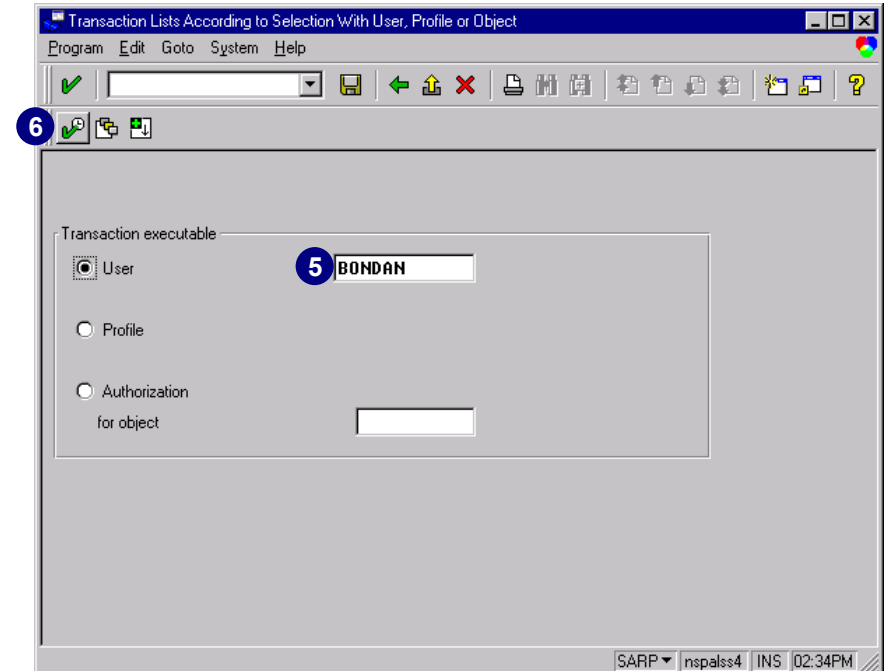 Transaction Lists According to Selection With User, Profile or Object
Program Edit Goto System Help
6
Transaction executable
User 5 BONDAN
Profile
Authorization
for object
SARP nspalss4 INS 02:34PM